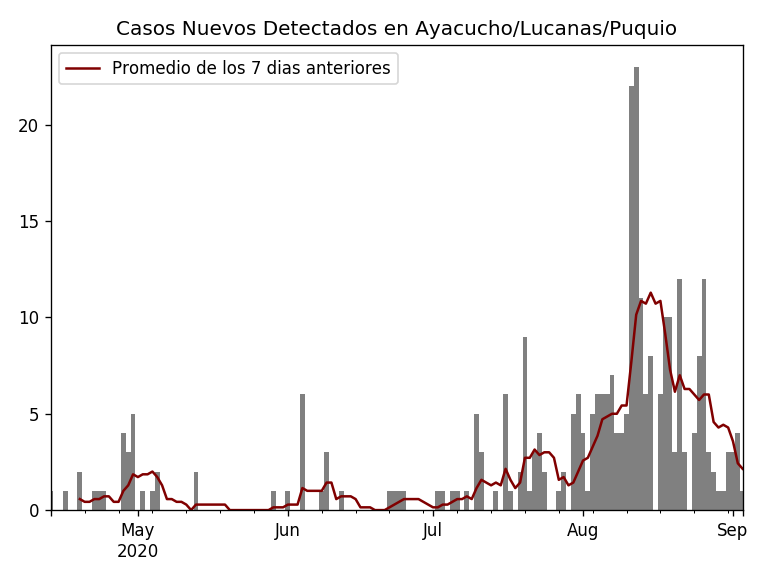 Casos Nuevos Detectados en Ayacucho/Lucanas/Puquio
Promedio de los 7 dias anteriores
20
15
10
5
0
May Jun Jul Aug Sep
2020